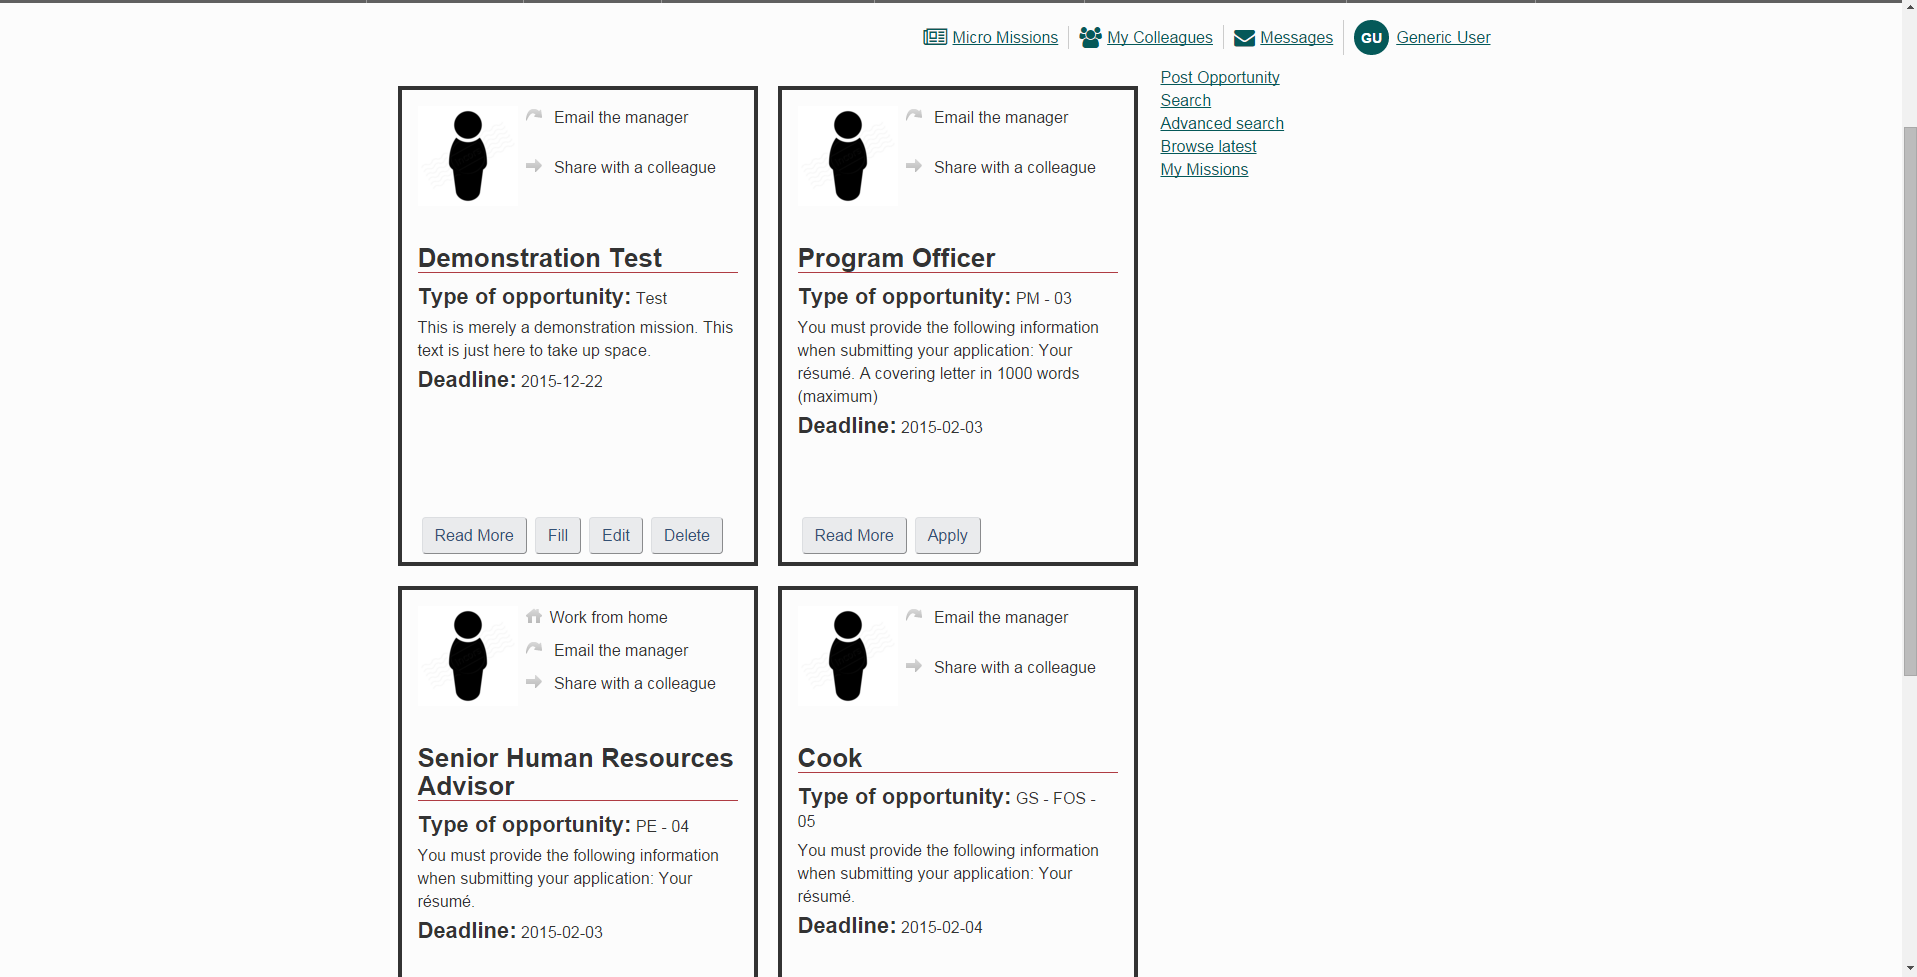 Micro Missions
My Colleagues
Messages
GU
Generic User
Post Opportunity
Search
Advanced search
Browse latest
My Missions
Email the manager
Share with a colleague
Demonstration Test
Type of opportunity: Test
This is merely a demonstration mission. This
text is just here to take up space.
Deadline: 2015-12-22
Read More
Fill
Edit
Delete
Email the manager
Share with a colleague
Program Officer
Type of opportunity: PM - 03
You must provide the following information
when submitting your application: Your
résumé. A covering letter in 1000 words
(maximum)
Deadline: 2015-02-03
Read More
Apply
Work from home
Email the manager
Share with a colleague
Senior Human Resources
Advisor
Type of opportunity: PE - 04
You must provide the following information
when submitting your application: Your
résumé.
Deadline: 2015-02-03
Email the manager
Share with a colleague
Cook
Type of opportunity: GS - FOS -
05
You must provide the following information
when submitting your application: Your
résumé.
Deadline: 2015-02-04